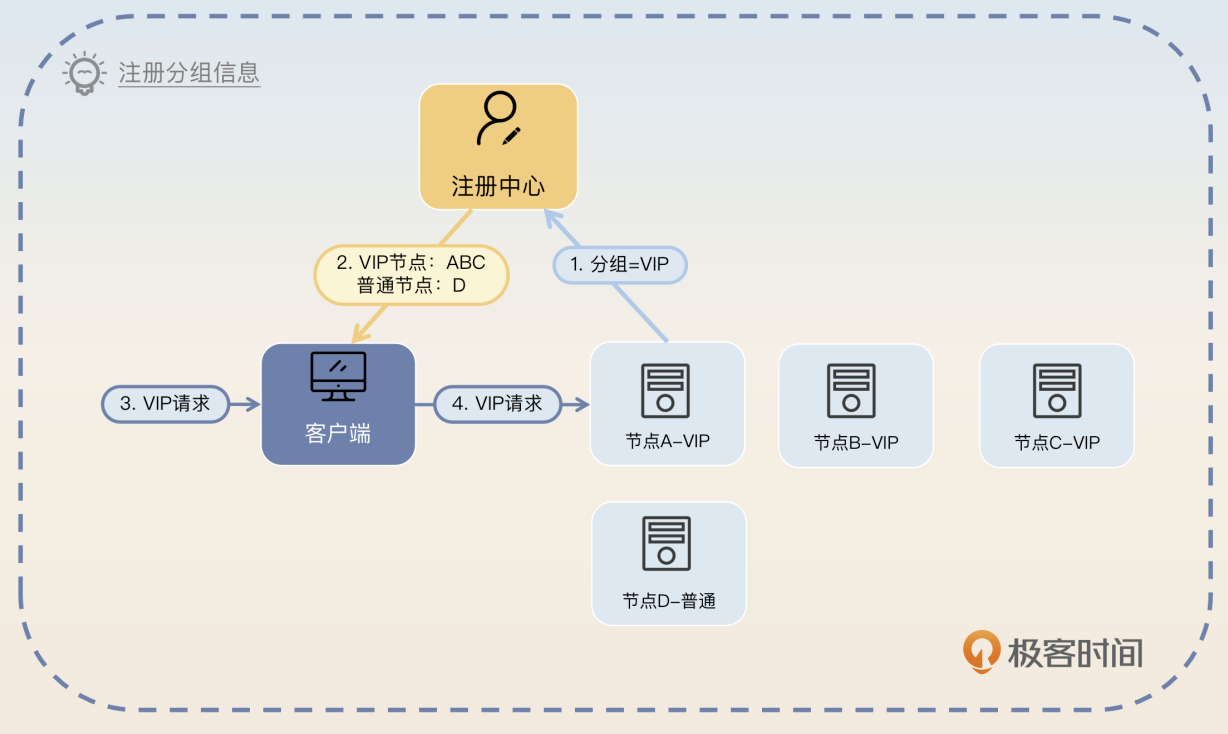 注册分组信息
注册中心
2. VIP节点：ABC
普通节点：D
1. 分组=VIP
3. VIP请求
客户端
4. VIP请求
节点A-VIP
节点B-VIP
节点C-VIP
节点D-普通
极客时间